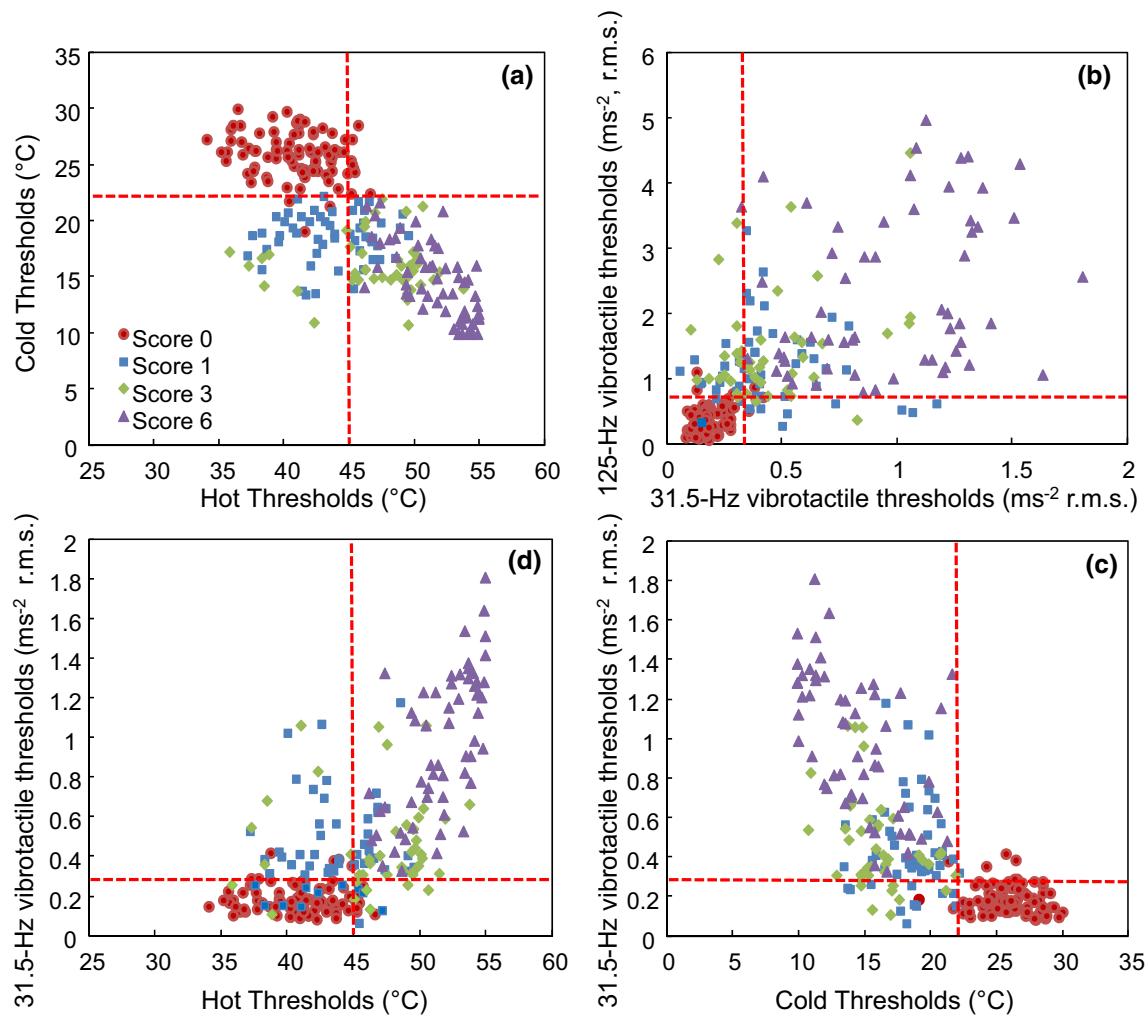 (a)
Cold Thresholds (°C)
35
30
25
20
15
10
5
0
Score 0
Score 1
Score 3
Score 6
25 30 35 40 45 50 55 60
Hot Thresholds (°C)
(b)
125-Hz vibrotactile thresholds (ms-2, r.m.s.)
6
5
4
3
2
1
0
0 0.5 1 1.5 2
31.5-Hz vibrotactile thresholds (ms-2 r.m.s.)
(d)
31.5-Hz vibrotactile thresholds (ms-2 r.m.s.)
2
1.8
1.6
1.4
1.2
1
0.8
0.6
0.4
0.2
0
25 30 35 40 45 50 55 60
Hot Thresholds (°C)
(c)
31.5-Hz vibrotactile thresholds (ms-2 r.m.s.)
2
1.8
1.6
1.4
1.2
1
0.8
0.6
0.4
0.2
0
0 5 10 15 20 25 30 35
Cold Thresholds (°C)